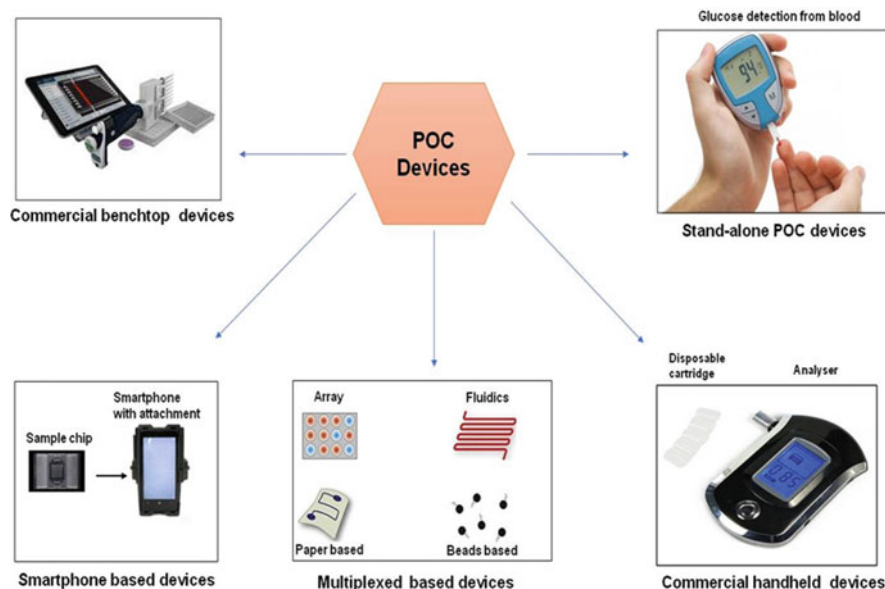 Glucose detection from blood
94
POC
Devices
Commercial benchtop devices
Stand-alone POC devices
Disposable
cartridge
Analyser
Smartphone
with attachment
Array
Fluidics
Sample chip
Paper based
Beads based
Smartphone based devices
Multiplexed based devices
Commercial handheld devices